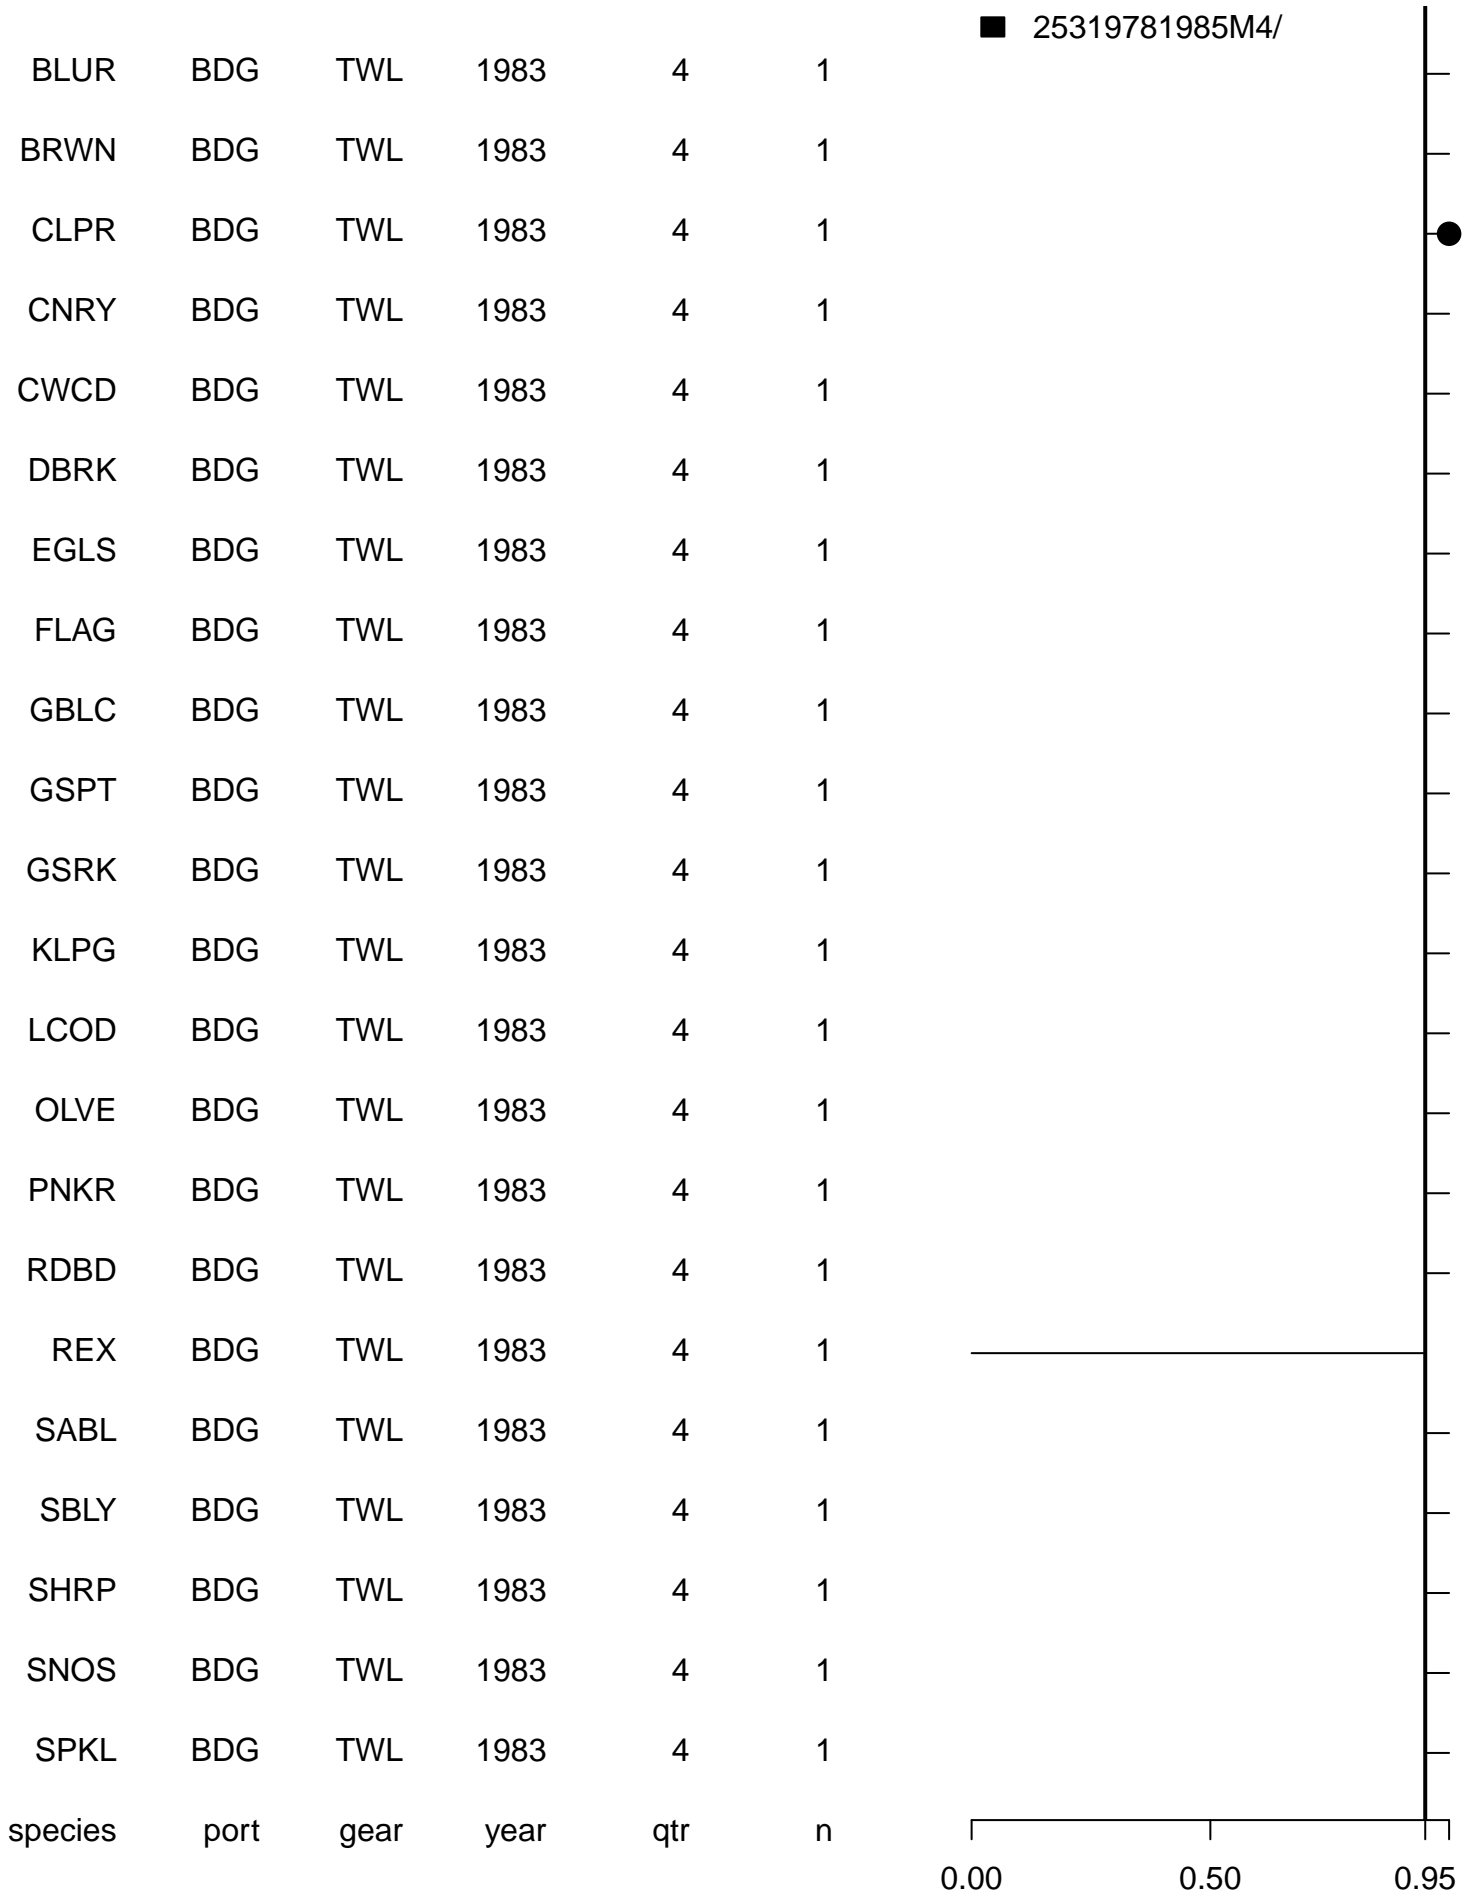 25319781985M4/
BLUR BDG TWL 1983 4 1
BRWN BDG TWL 1983 4 1
CLPR BDG TWL 1983 4 1
CNRY BDG TWL 1983 4 1
CWCD BDG TWL 1983 4 1
DBRK BDG TWL 1983 4 1
EGLS BDG TWL 1983 4 1
FLAG BDG TWL 1983 4 1
GBLC BDG TWL 1983 4 1
GSPT BDG TWL 1983 4 1
GSRK BDG TWL 1983 4 1
KLPG BDG TWL 1983 4 1
LCOD BDG TWL 1983 4 1
OLVE BDG TWL 1983 4 1
PNKR BDG TWL 1983 4 1
RDBD BDG TWL 1983 4 1
REX BDG TWL 1983 4 1
SABL BDG TWL 1983 4 1
SBLY BDG TWL 1983 4 1
SHRP BDG TWL 1983 4 1
SNOS BDG TWL 1983 4 1
SPKL BDG TWL 1983 4 1
species port gear year qtr n
0.00 0.50 0.95